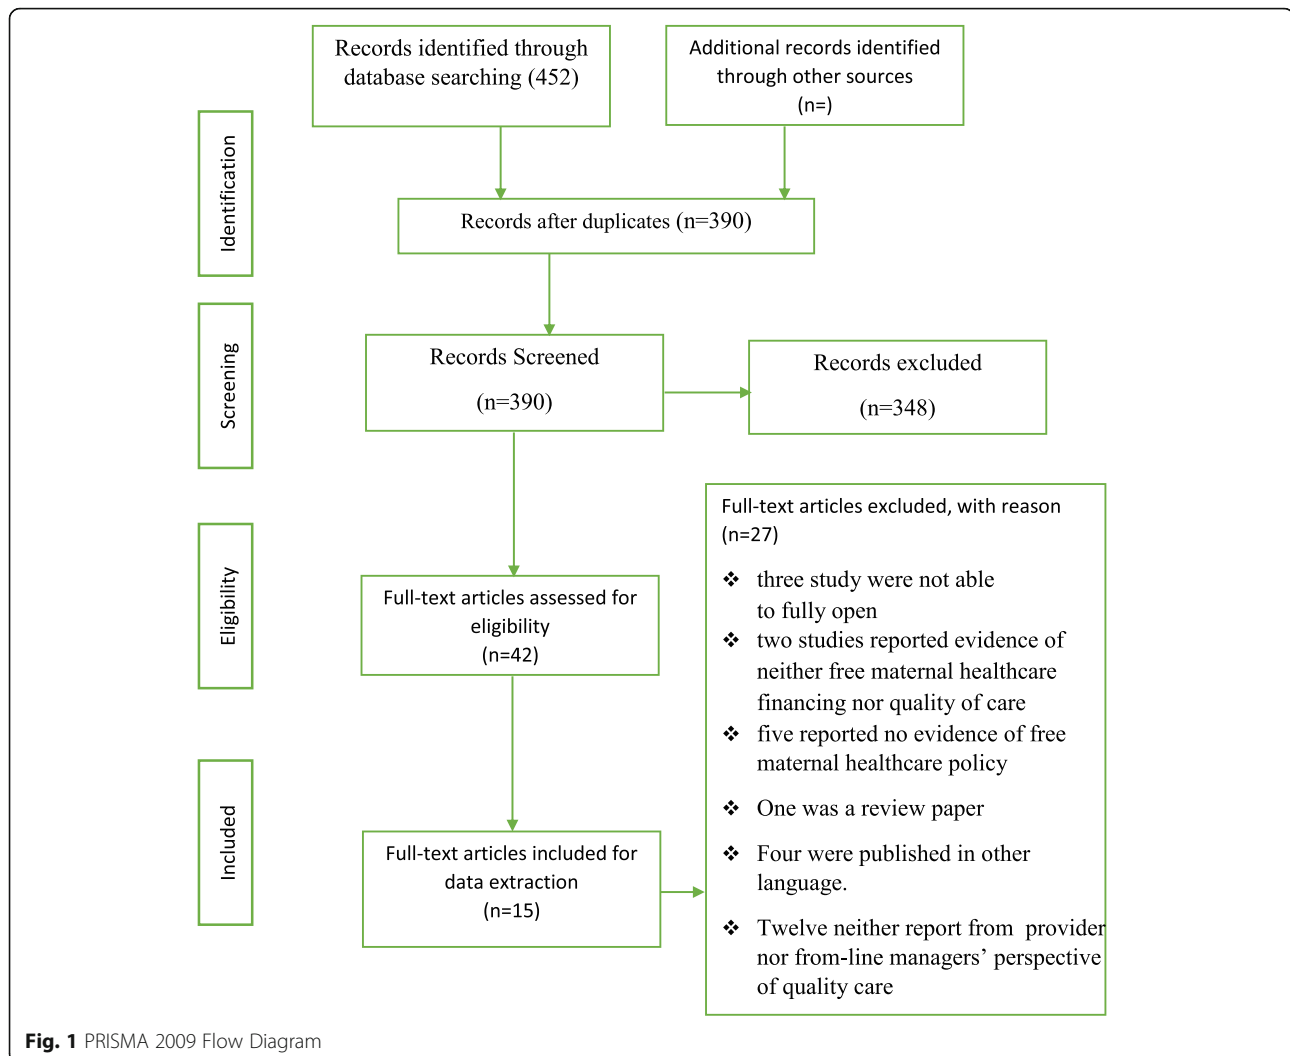 Records identified through
database searching (452)
Additional records identified
through other sources
(n=)
Identification
Records after duplicates (n=390)
Screening
Records Screened
(n=390)
Records excluded
(n=348)
Eligibility
Full-text articles assessed for
eligibility
(n=42)
Full-text articles excluded, with reason
(n=27)
❖ three study were not able
to fully open
❖ two studies reported evidence of
neither free maternal healthcare
financing nor quality of care
❖ five reported no evidence of free
maternal healthcare policy
❖ One was a review paper
❖ Four were published in other
language.
❖ Twelve neither report from provider
nor from-line managers’ perspective
of quality care
Included
Full-text articles included for
data extraction
(n=15)
Fig. 1 PRISMA 2009 Flow Diagram